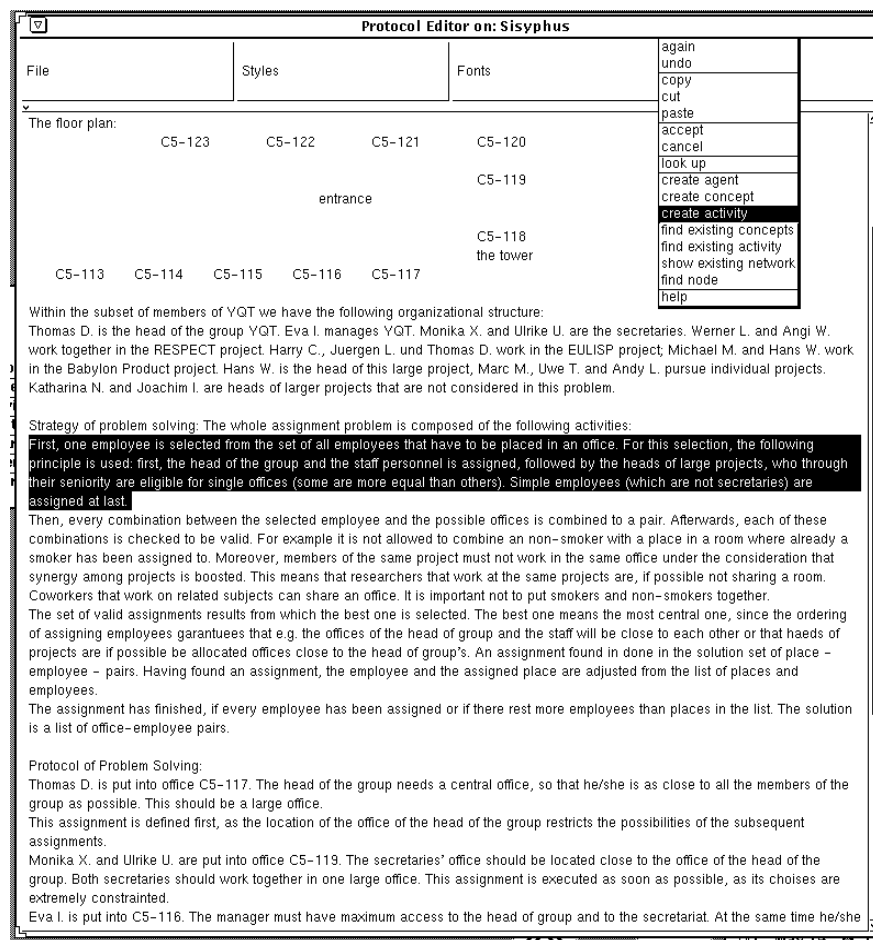 Protocol Editor on: Sisyphus
File Styles Fonts
again
undo
copy
cut
paste
accept
cancel
look up
create agent
create concept
create activity
find existing concepts
find existing activity
show existing network
find node
help
The floor plan:
C5-123 C5-122 C5-121 C5-120
C5-119
entrance
C5-118
the tower
C5-113 C5-114 C5-115 C5-116 C5-117
Within the subset of members of YQT we have the following organizational structure:
Thomas D. is the head of the group YQT. Eva I. manages YQT. Monika X. and Ulrike U. are the secretaries. Werner L. and Angi W.
work together in the RESPECT project. Harry C., Juergen L. und Thomas D. work in the EULISP project; Michael M. and Hans W. work
in the Babylon Product project. Hans W. is the head of this large project, Marc M., Uwe T. and Andy L. pursue individual projects.
Katharina N. and Joachim I. are heads of larger projects that are not considered in this problem.
Strategy of problem solving: The whole assignment problem is composed of the following activities:
First, one employee is selected from the set of all employees that have to be placed in an office. For this selection, the following
principle is used: first, the head of the group and the staff personnel is assigned, followed by the heads of large projects, who through
their seniority are eligible for single offices (some are more equal than others). Simple employees (which are not secretaries) are
assigned at last.
Then, every combination between the selected employee and the possible offices is combined to a pair. Afterwards, each of these
combinations is checked to be valid. For example it is not allowed to combine an non-smoker with a place in a room where already a
smoker has been assigned to. Moreover, members of the same project must not work in the same office under the consideration that
synergy among projects is boosted. This means that researchers that work at the same projects are, if possible not sharing a room.
Coworkers that work on related subjects can share an office. It is important not to put smokers and non-smokers together.
The set of valid assignments results from which the best one is selected. The best one means the most central one, since the ordering
of assigning employees garantuees that e.g. the offices of the head of group and the staff will be close to each other or that haeds of
projects are if possible be allocated offices close to the head of group's. An assignment found in done in the solution set of place -
employee - pairs. Having found an assignment, the employee and the assigned place are adjusted from the list of places and
employees.
The assignment has finished, if every employee has been assigned or if there rest more employees than places in the list. The solution
is a list of office-employee pairs.
Protocol of Problem Solving:
Thomas D. is put into office C5-117. The head of the group needs a central office, so that he/she is as close to all the members of the
group as possible. This should be a large office.
This assignment is defined first, as the location of the office of the head of the group restricts the possibilities of the subsequent
assignments.
Monika X. and Ulrike U. are put into office C5-119. The secretaries' office should be located close to the office of the head of the
group. Both secretaries should work together in one large office. This assignment is executed as soon as possible, as its choises are
extremely constrainted.
Eva I. is put into C5-116. The manager must have maximum access to the head of group and to the secretariat. At the same time he/she